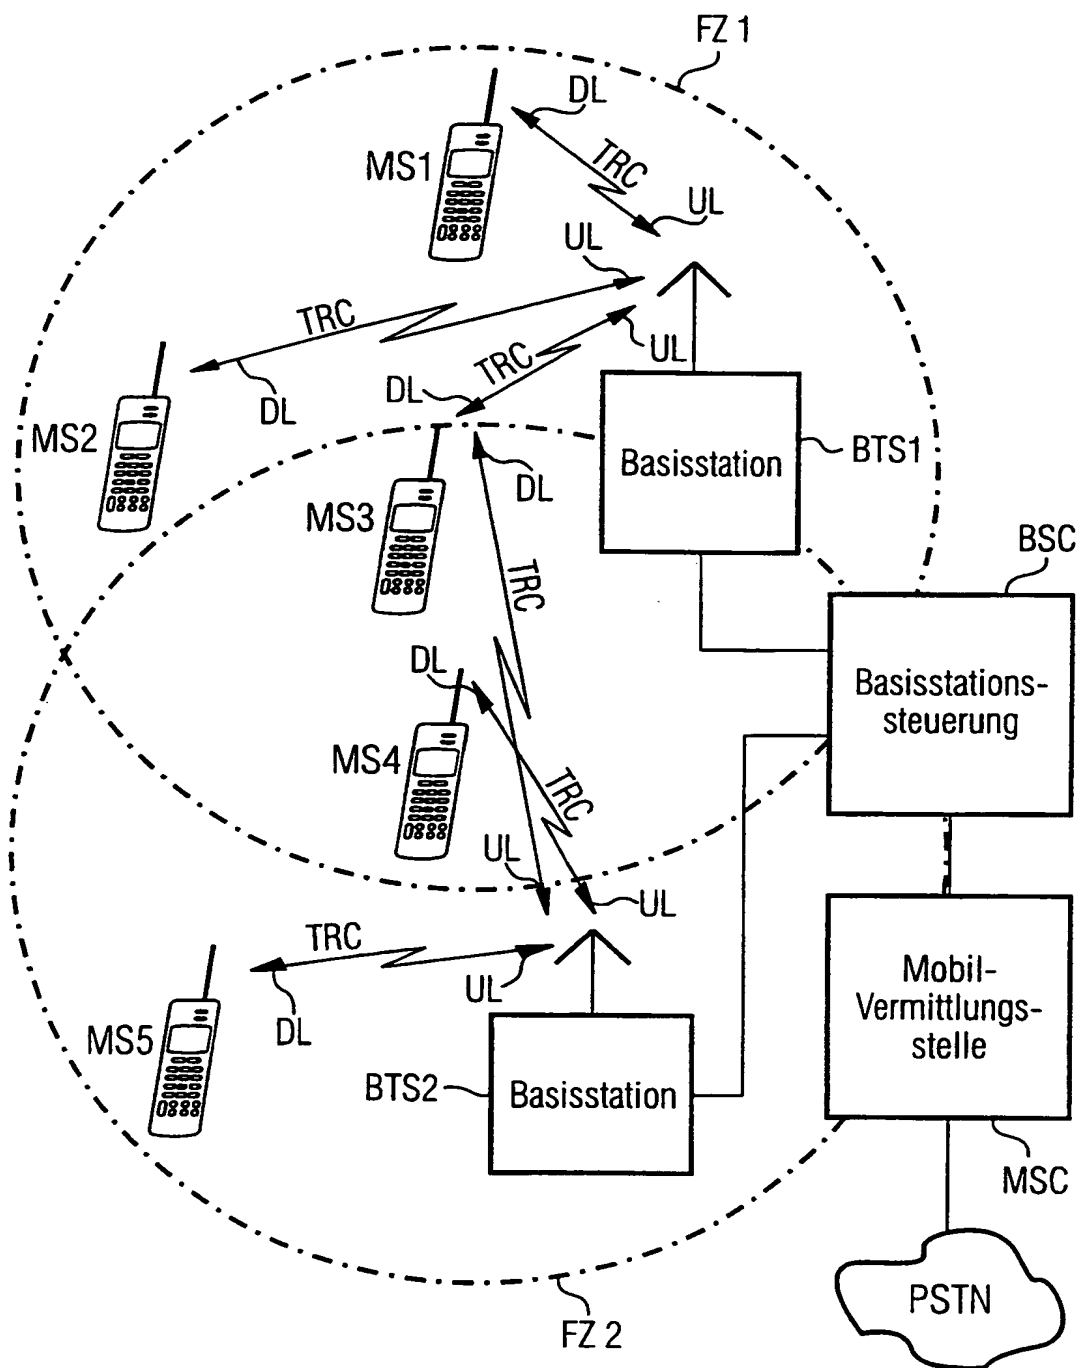 FZ 1
DL
MS1
TRC
UL
UL
TRC
UL
TRC
DL
DL
MS2
Basisstation
BTS1
DL
MS3
BSC
TRC
DL
Basisstations-
steuerung
MS4
TRC
UL
UL
TRC
UL
DL
MS5
Mobil-
Vermittlungs-
stelle
BTS2
Basisstation
MSC
PSTN
FZ 2